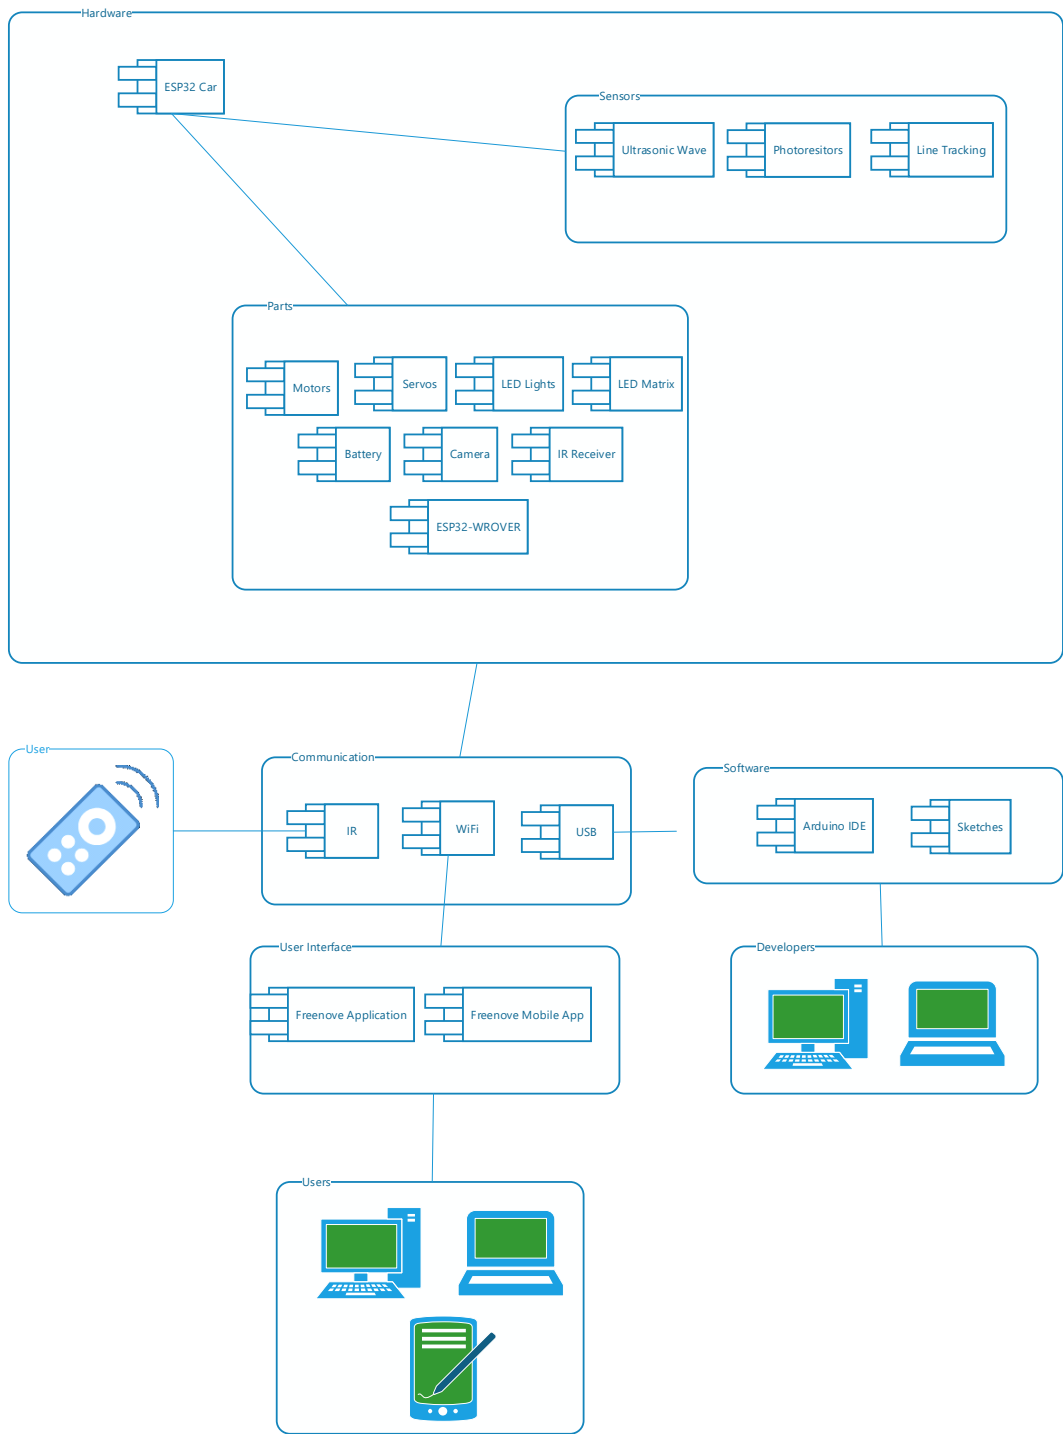 Hardware
ESP32 Car
Sensors
Ultrasonic Wave
Photoresitors
Line Tracking
Parts
Motors
Servos
LED Lights
LED Matrix
Battery
Camera
IR Receiver
ESP32-WROVER
User
Communication
IR
WiFi
USB
Software
Arduino IDE
Sketches
User Interface
Freenove Application
Freenove Mobile App
Developers
Users